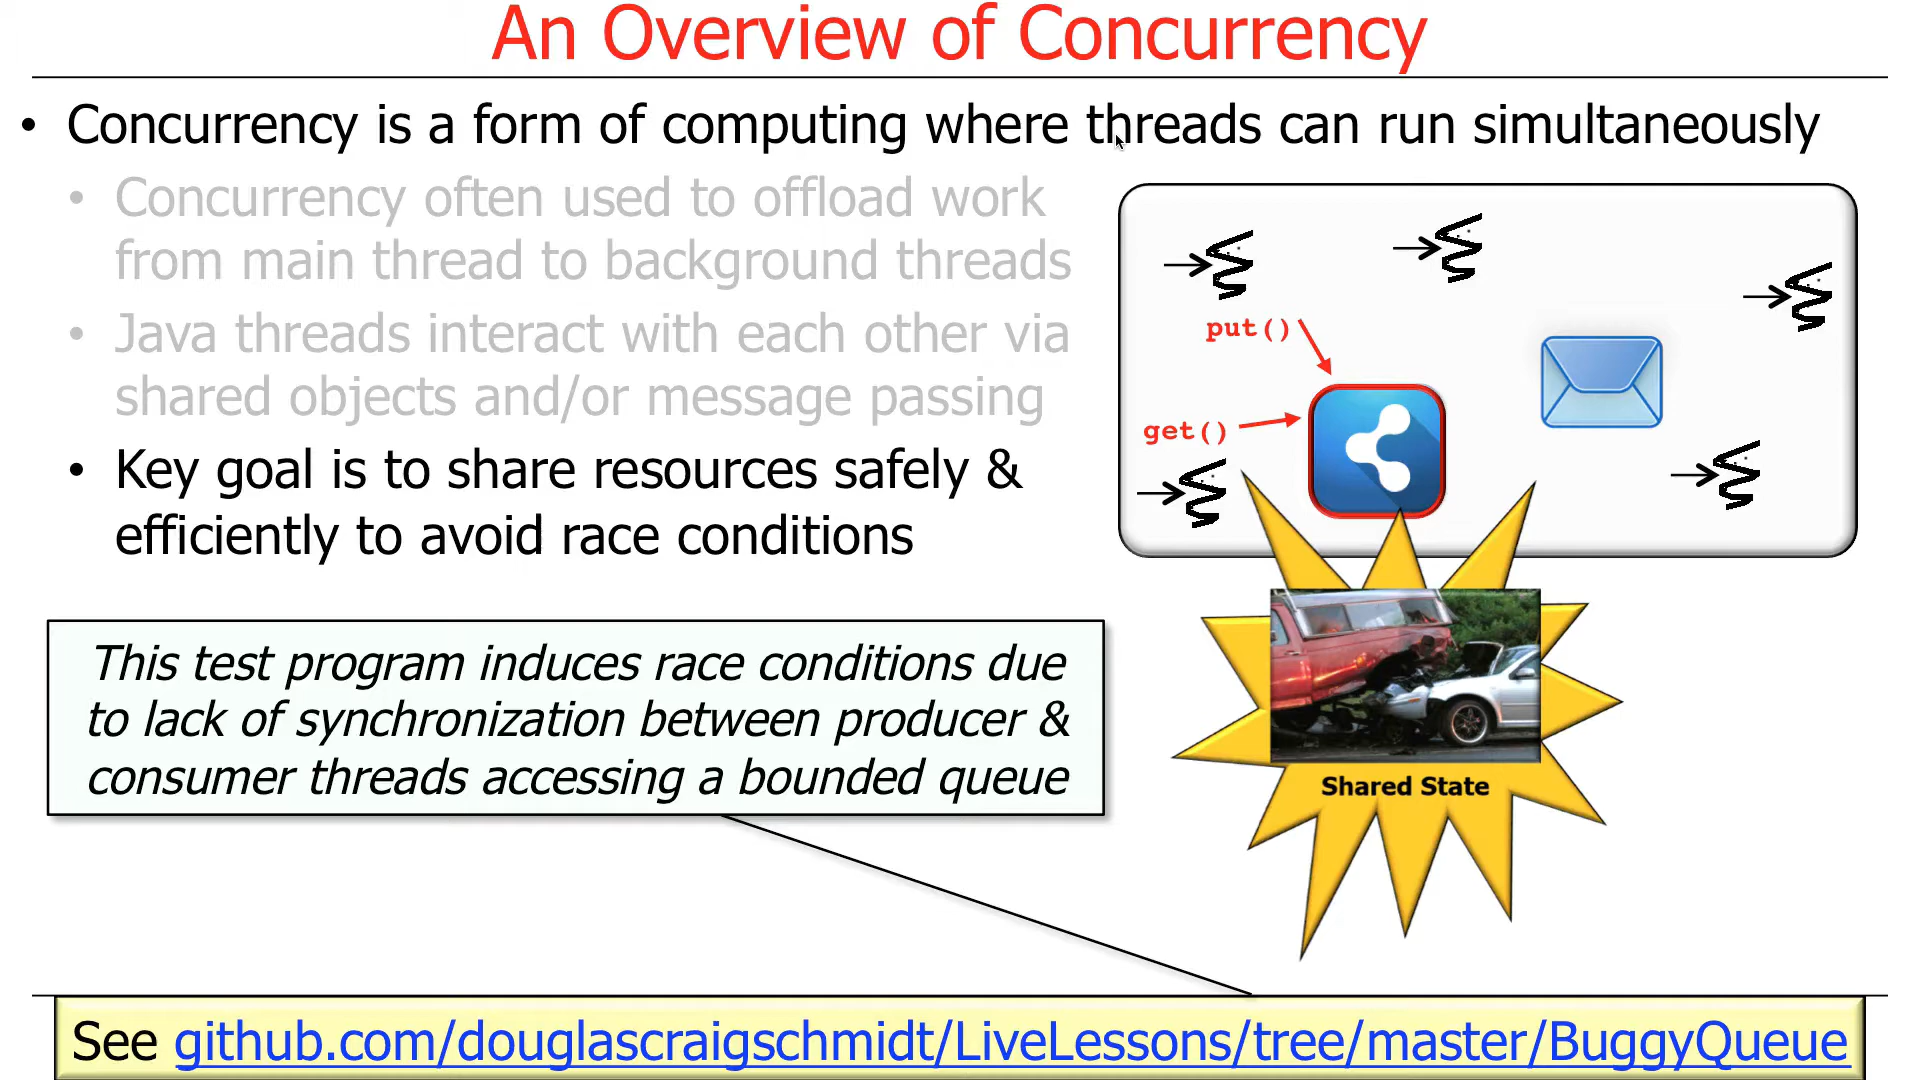 An Overview of Concurrency
• Concurrency is a form of computing where threads can run simultaneously
• Concurrency often used to offload work
from main thread to background threads
• Java threads interact with each other via
shared objects and/or message passing
• Key goal is to share resources safely &
efficiently to avoid race conditions
put()
get()
This test program induces race conditions due
to lack of synchronization between producer &
consumer threads accessing a bounded queue
Shared State
See github.com/douglascraigschmidt/LiveLessons/tree/master/BuggyQueue